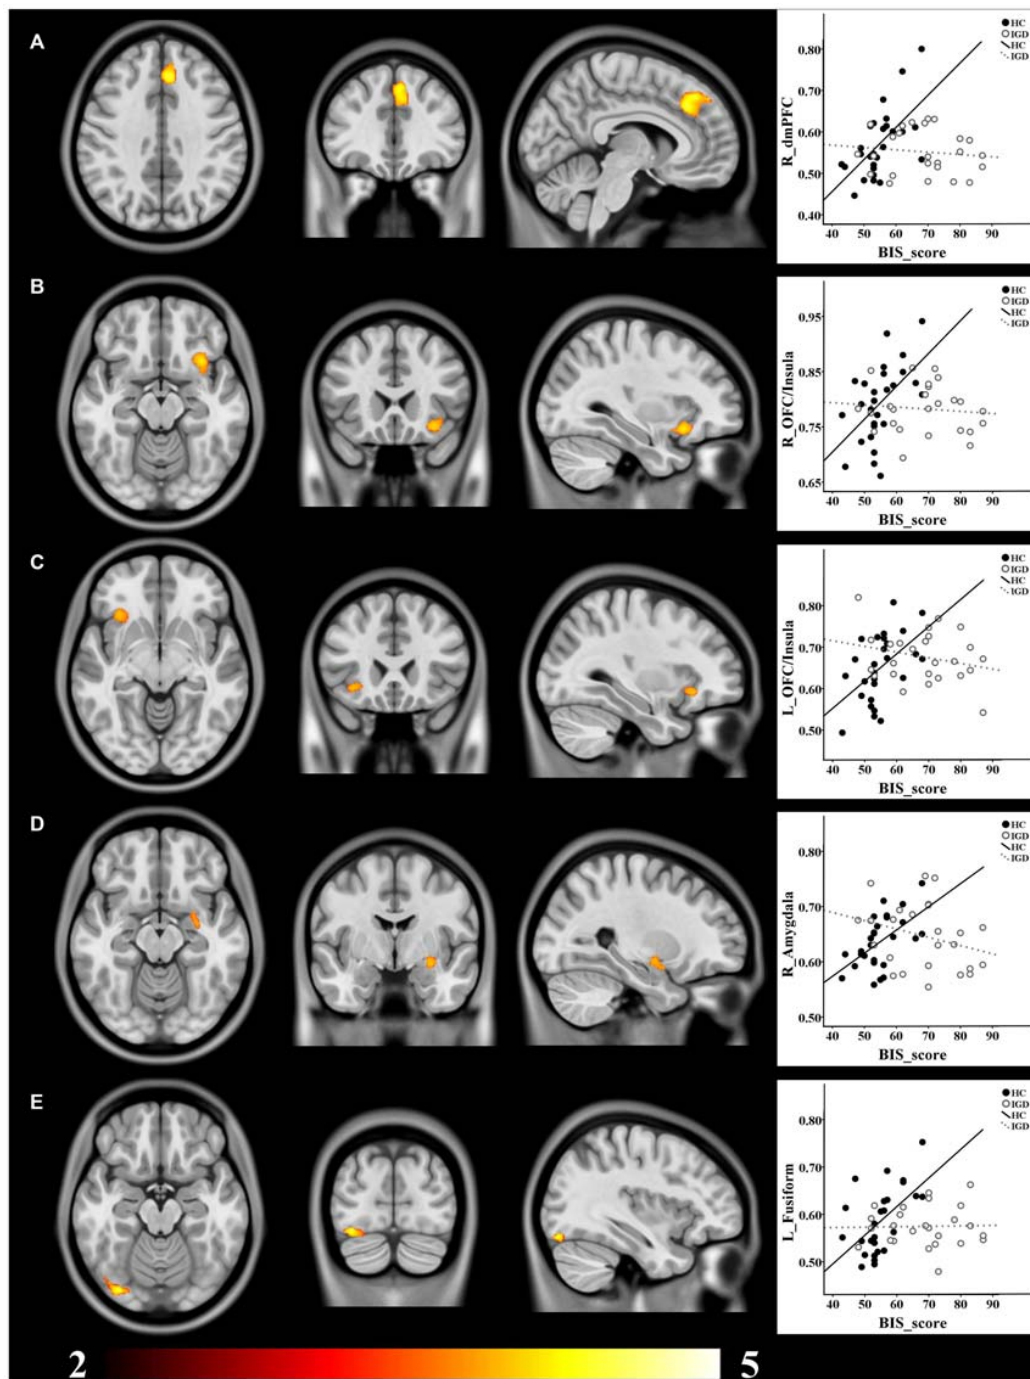 A
R_dmPFC
0.80
0.70
0.60
0.50
0.40
40 50 60 70 80 90
BIS_score
●HC
○IGD
HC
IGD
B
R_OFC/Insula
0.95
0.85
0.75
0.65
40 50 60 70 80 90
BIS_score
●HC
○IGD
HC
IGD
C
L_OFC/Insula
0.80
0.70
0.60
0.50
40 50 60 70 80 90
BIS_score
●HC
○IGD
HC
IGD
D
R_Amygdala
0.80
0.70
0.60
0.50
40 50 60 70 80 90
BIS_score
●HC
○IGD
HC
IGD
E
L_Fusiform
0.80
0.70
0.60
0.50
40 50 60 70 80 90
BIS_score
●HC
○IGD
HC
IGD
2 5